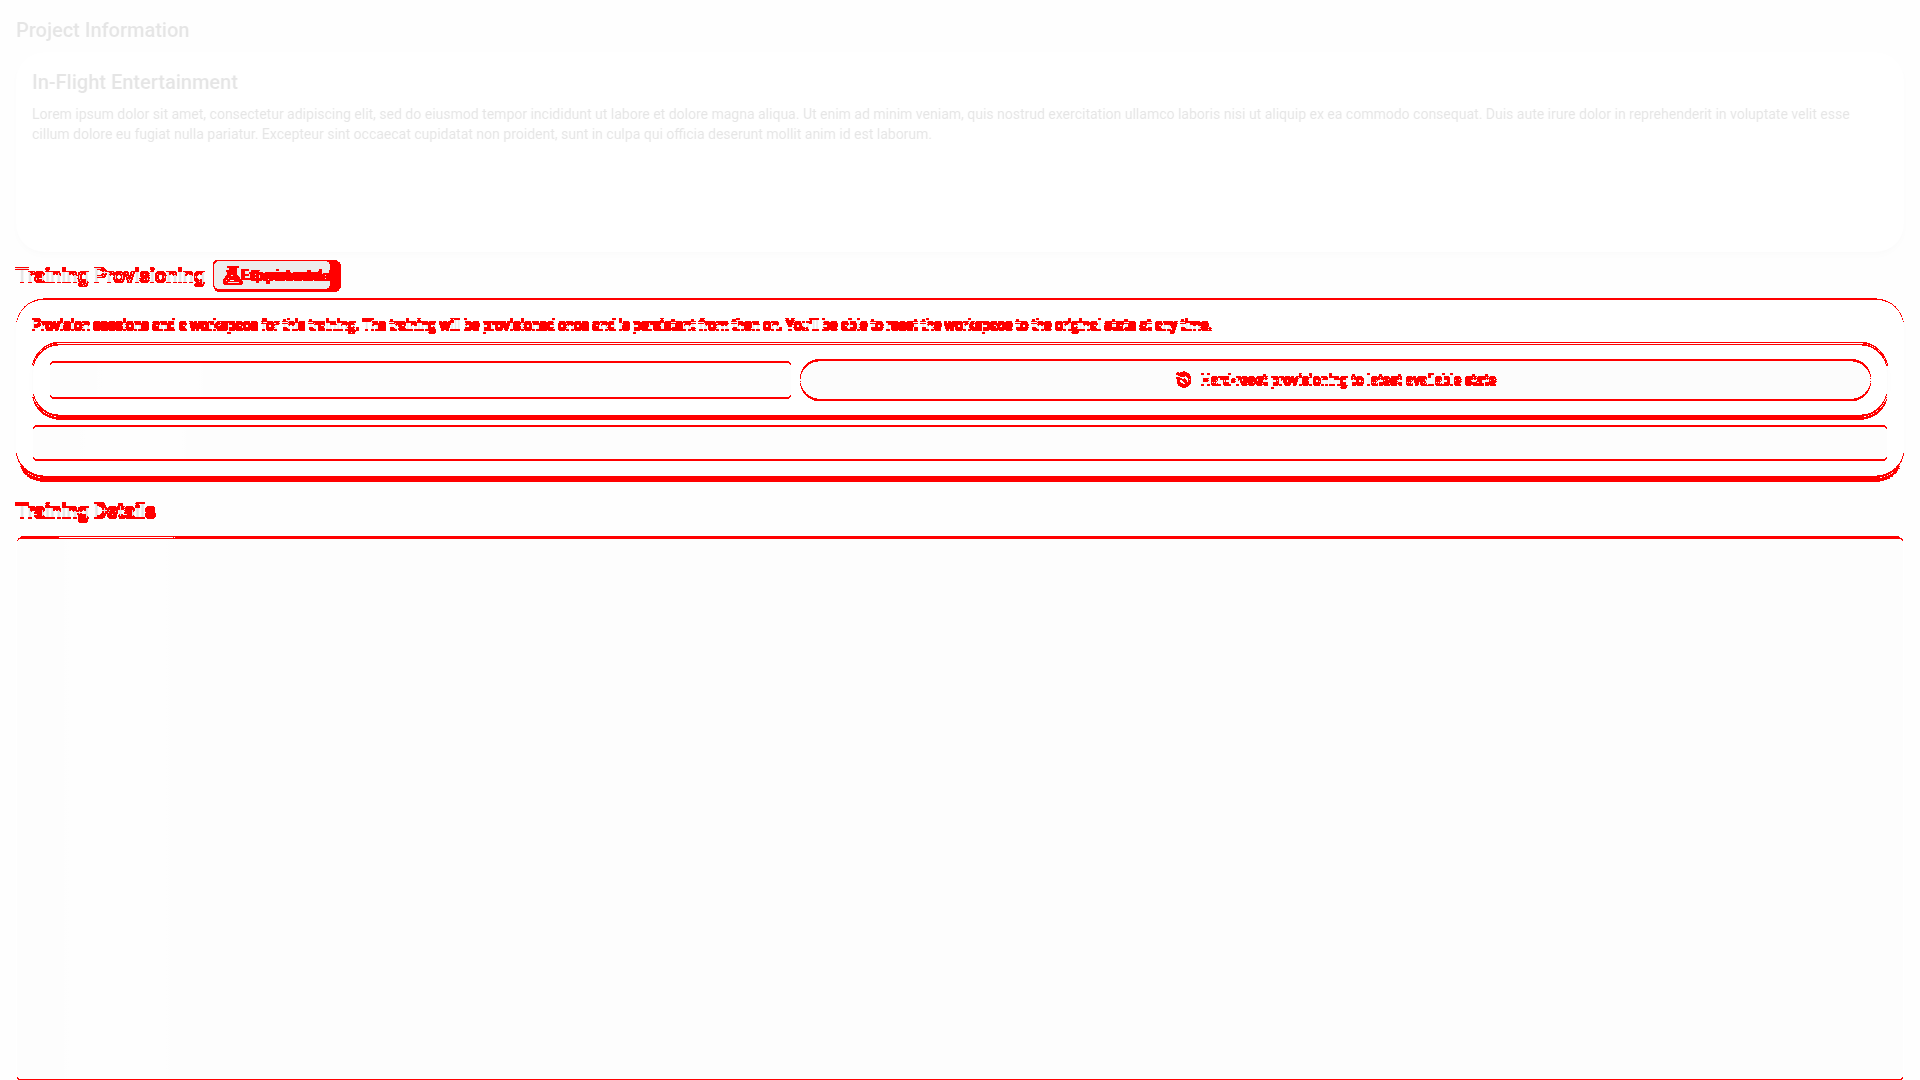 Project Information
In-Flight Entertainment
Lorem ipsum dolor sit amet, consectetur adipiscing elit, sed do eiusmod tempor incididunt ut labore et dolore magna aliqua. Ut enim ad minim veniam, quis nostrud exercitation ullamco laboris nisi ut aliquip ex ea commodo consequat. Duis aute irure dolor in reprehenderit in voluptate velit esse
cillum dolore eu fugiat nulla pariatur. Excepteur sint occaecat cupidatat non proident, sunt in culpa qui officia deserunt mollit anim id est laborum.
Training Provisioning
Provision sessions and a workspace for this training. The training will be provisioned once and is persistent from then on. You'll be able to reset the workspace to the original state at any time.
Hard-reset provisioning to latest available state
Training Details